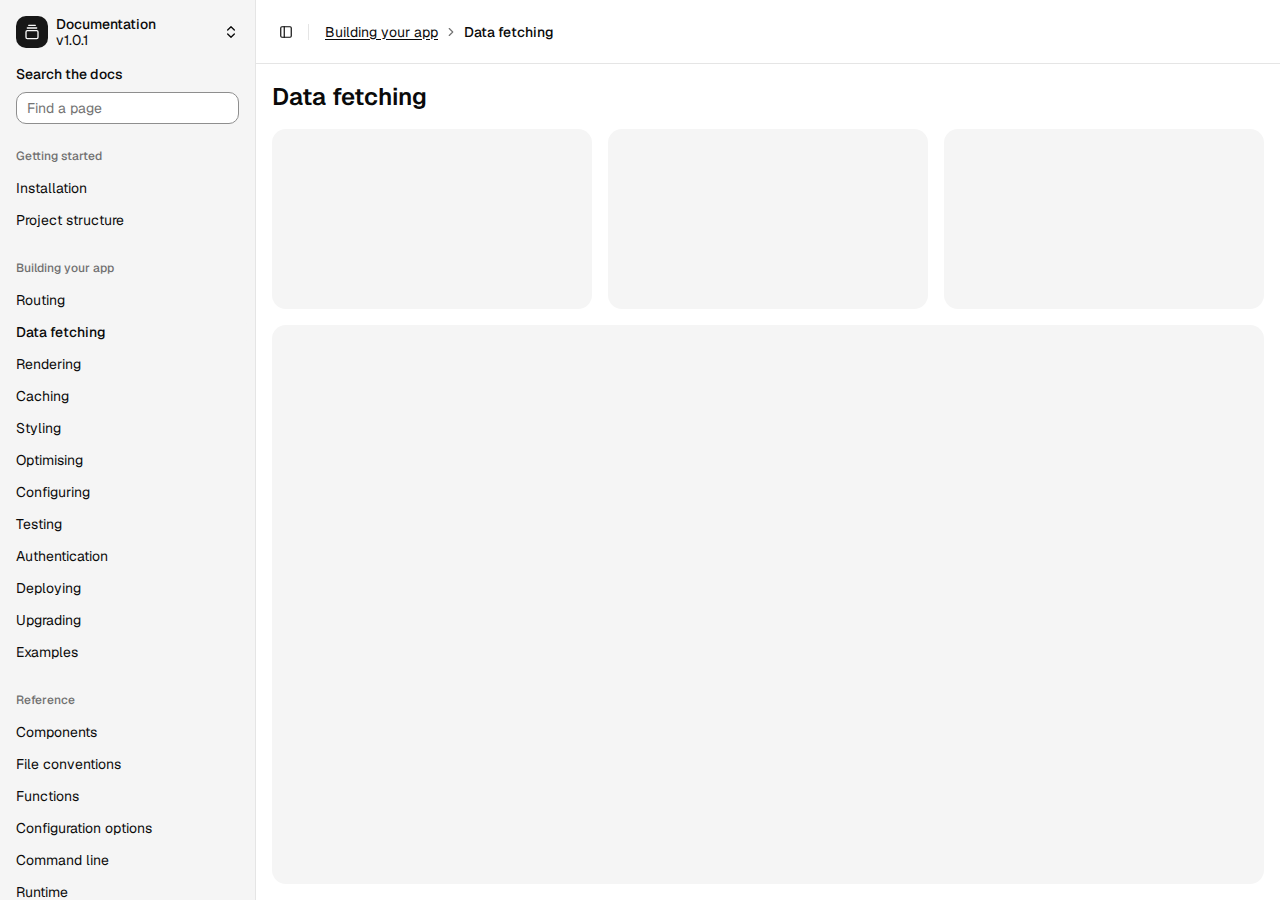 Documentation
v1.0.1
Search the docs
Find a page
Getting started
Installation
Project structure
Building your app
Routing
Data fetching
Rendering
Caching
Styling
Optimising
Configuring
Testing
Authentication
Deploying
Upgrading
Examples
Reference
Components
File conventions
Functions
Configuration options
Command line
Runtime
Building your app > Data fetching
Data fetching